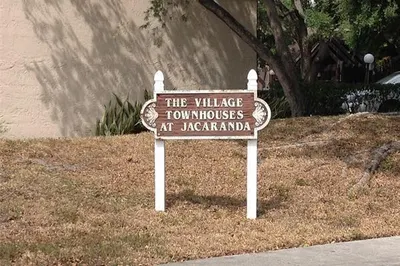 THE VILLAGE
TOWNHOUSES
AT JACARANDA